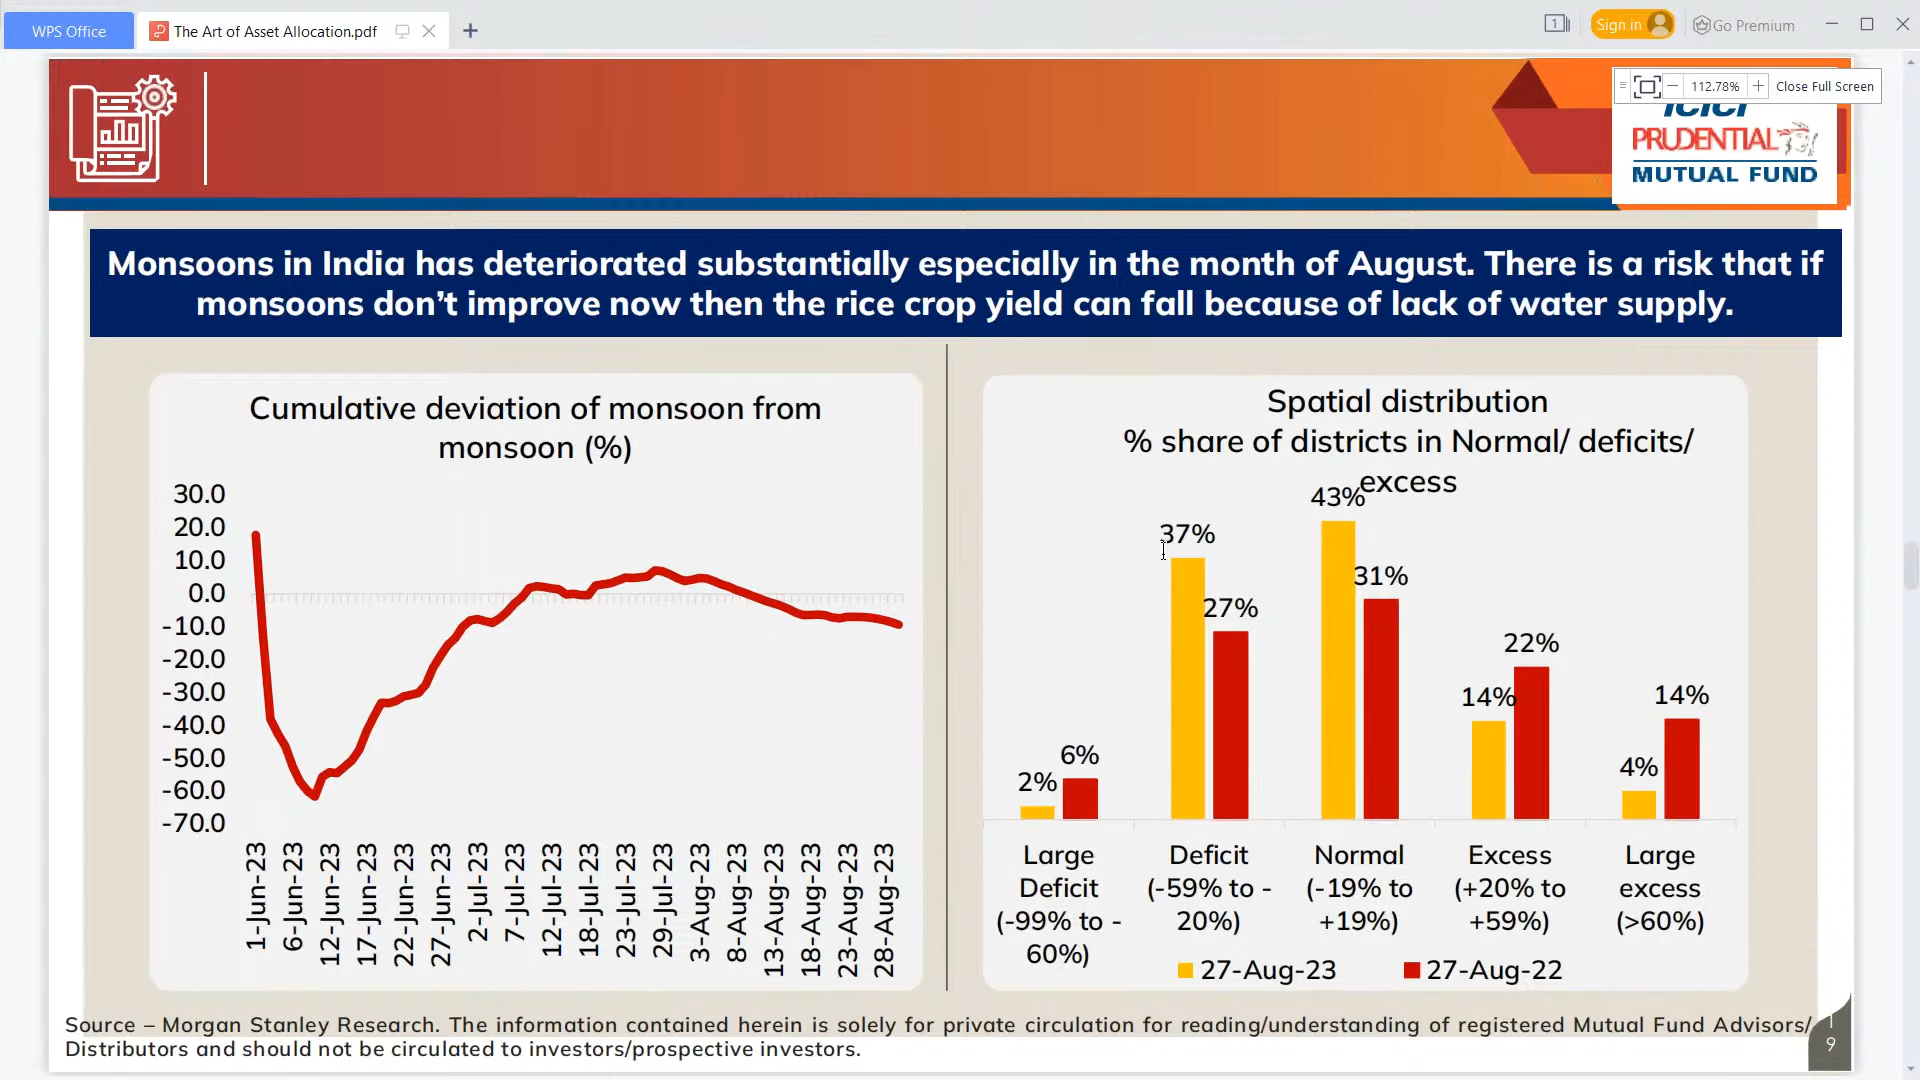 WPS Office
The Art of Asset Allocation.pdf
1
Sign in
Go Premium
112.78%
Close Full Screen
ICICI
PRUDENTIAL
MUTUAL FUND
Monsoons in India has deteriorated substantially especially in the month of August. There is a risk that if
monsoons don’t improve now then the rice crop yield can fall because of lack of water supply.
Cumulative deviation of monsoon from
monsoon (%)
30.0
20.0
10.0
0.0
-10.0
-20.0
-30.0
-40.0
-50.0
-60.0
-70.0
1-Jun-23
6-Jun-23
12-Jun-23
17-Jun-23
22-Jun-23
27-Jun-23
2-Jul-23
7-Jul-23
12-Jul-23
18-Jul-23
23-Jul-23
29-Jul-23
3-Aug-23
8-Aug-23
13-Aug-23
18-Aug-23
23-Aug-23
28-Aug-23
Spatial distribution
% share of districts in Normal/ deficits/
excess
2%
6%
37%
27%
43%
31%
14%
22%
4%
14%
Large
Deficit
(-99% to -
60%)
Deficit
(-59% to -
20%)
Normal
(-19% to
+19%)
Excess
(+20% to
+59%)
Large
excess
(>60%)
27-Aug-23
27-Aug-22
Source – Morgan Stanley Research. The information contained herein is solely for private circulation for reading/understanding of registered Mutual Fund Advisors/
Distributors and should not be circulated to investors/prospective investors.
9